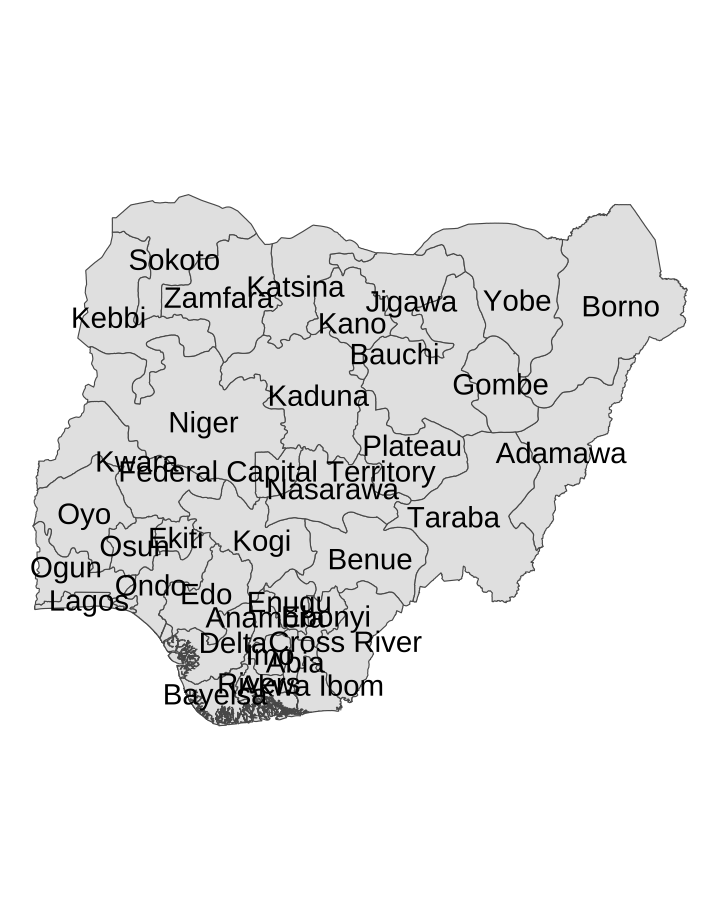 Sokoto
Katsina
Zamfara
Jigawa
Yobe
Borno
Kebbi
Kano
Bauchi
Gombe
Kaduna
Niger
Plateau
Adamawa
Kwara
Federal Capital Territory
Nasarawa
Oyo
Taraba
Ekiti
Kogi
Osun
Benue
Ogun
Ondo
Edo
Lagos
Enugu
Anambra
Ebonyi
Delta
Cross River
Imo
Abia
Rivers
Akwa Ibom
Bayelsa